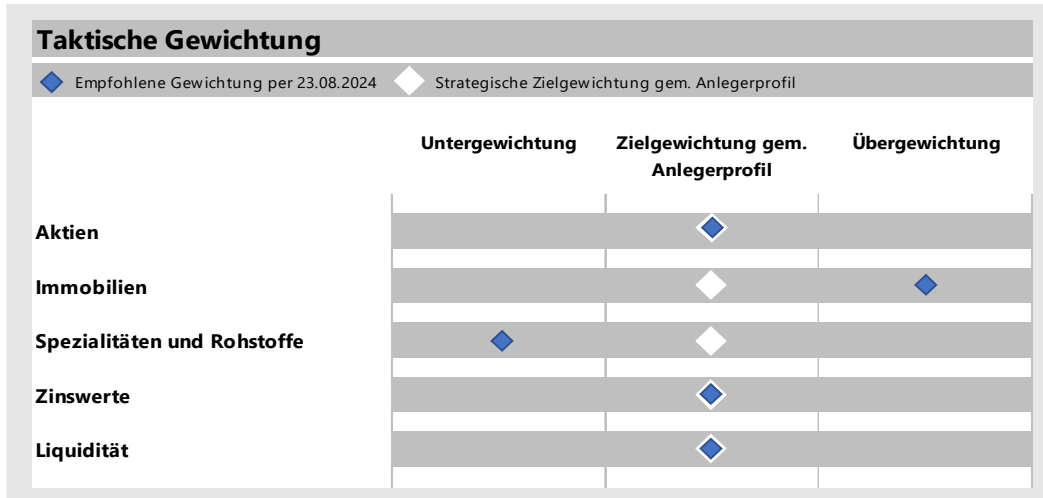 Taktische Gewichtung
Empfohlene Gewichtung per 23.08.2024 Strategische Zielgewichtung gem. Anlegerprofil
Untergewichtung Zielgewichtung gem. Übergewichtung
Anlegerprofil
Aktien
Immobilien
Spezialitäten und Rohstoffe
Zinswerte
Liquidität